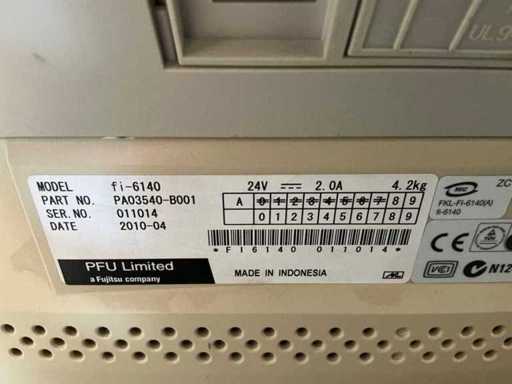 UL 9
MODEL fi-6140 24V 2.0A 4.2kg
PART NO. PA03540-B001 A 0 1 2 3 4 5 6 7 8 9
SER.NO. 011014 0 1 2 3 4 5 6 7 8 9
DATE 2010-04
*FI6140 011014*
PFU Limited
a Fujitsu company
MADE IN INDONESIA
ZC
FKL-FI-6140(A)
fi-6140
CE
VCI
N12